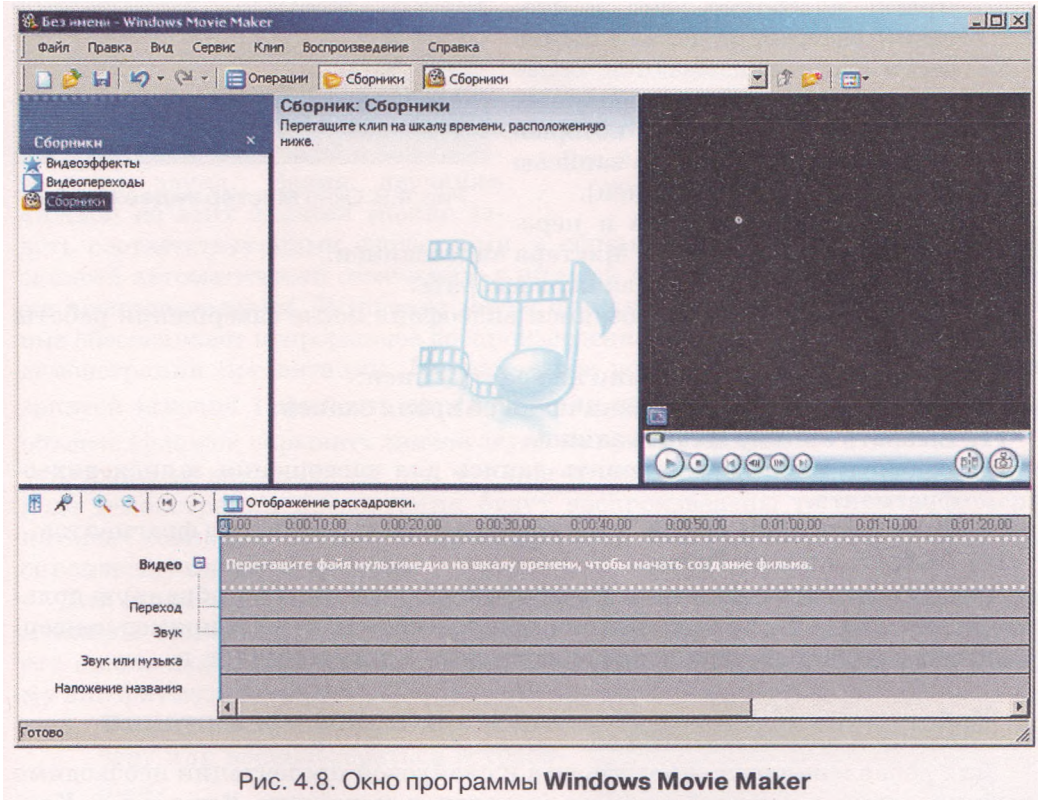 Без имени - Windows Movie Maker
Файл Правка Вид Сервис Клип Воспроизведение Справка
Операции Сборники Сборники
Сборники
Видеоэффекты
Видеопереходы
Сборники
Сборник: Сборники
Перетащите клип на шкалу времени, расположенную
ниже.
Отображение раскадровки.
0:00:10,00 0:00:20,00 0:00:30,00 0:00:40,00 0:00:50,00 0:01:00,00 0:01:10,00 0:01:20,00
Видео
Перетащите файл мультимедиа на шкалу времени, чтобы начать создание фильма.
Переход
Звук
Звук или музыка
Наложение названия
Готово
Рис. 4.8. Окно программы Windows Movie Maker